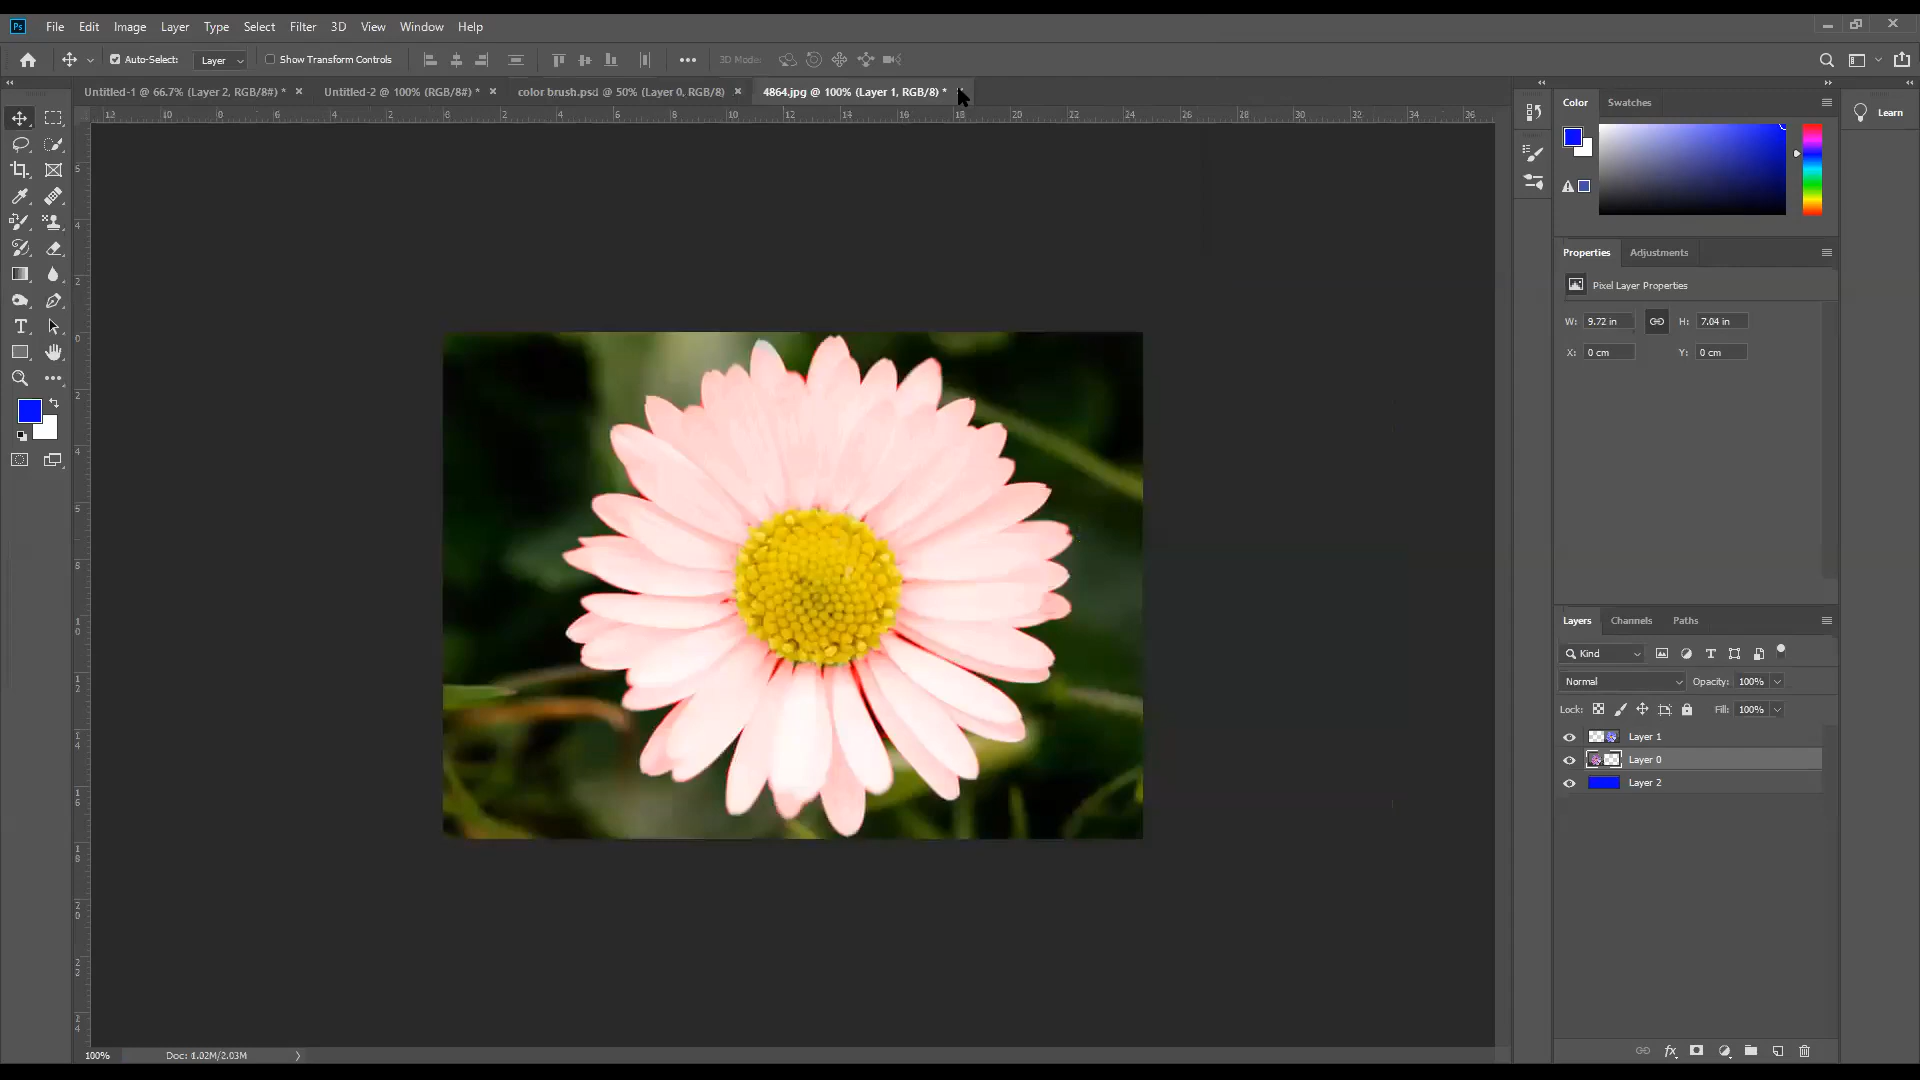 Ps File Edit Image Layer Type Select Filter 3D View Window Help
Auto-Select: Layer Show Transform Controls 3D Mode:
Untitled-1 @ 66.7% (Layer 2, RGB/8#) * Untitled-2 @ 100% (RGB/8#) * color brush.psd @ 50% (Layer 0, RGB/8) 4864.jpg @ 100% (Layer 1, RGB/8) *
Color Swatches
Learn
Properties Adjustments
Pixel Layer Properties
W: 9.72 in H: 7.04 in
X: 0 cm Y: 0 cm
Layers Channels Paths
Kind
Normal Opacity: 100%
Lock: Fill: 100%
Layer 1
Layer 0
Layer 2
100% Doc: 1.02M/2.03M